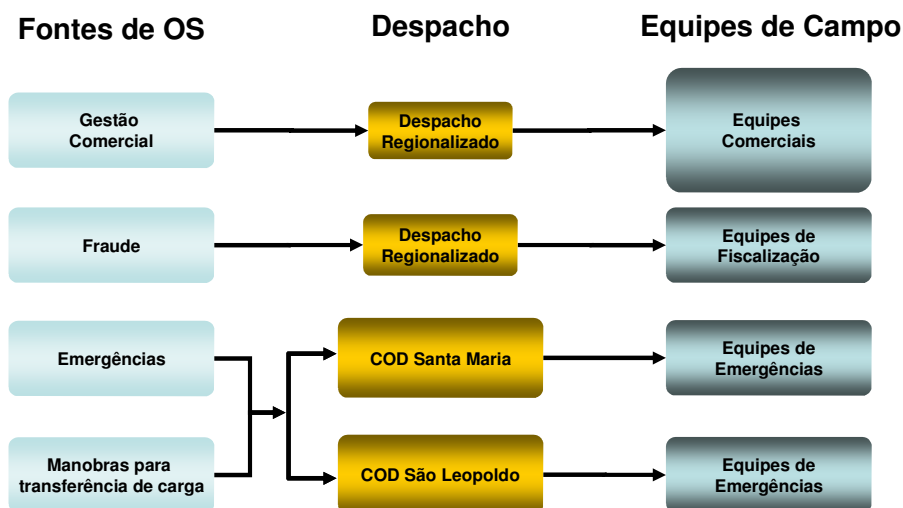 Fontes de OS
Despacho
Equipes de Campo
Gestão
Comercial
Despacho
Regionalizado
Equipes
Comerciais
Fraude
Despacho
Regionalizado
Equipes de
Fiscalização
Emergências
COD Santa Maria
Equipes de
Emergências
Manobras para
transferência de carga
COD São Leopoldo
Equipes de
Emergências